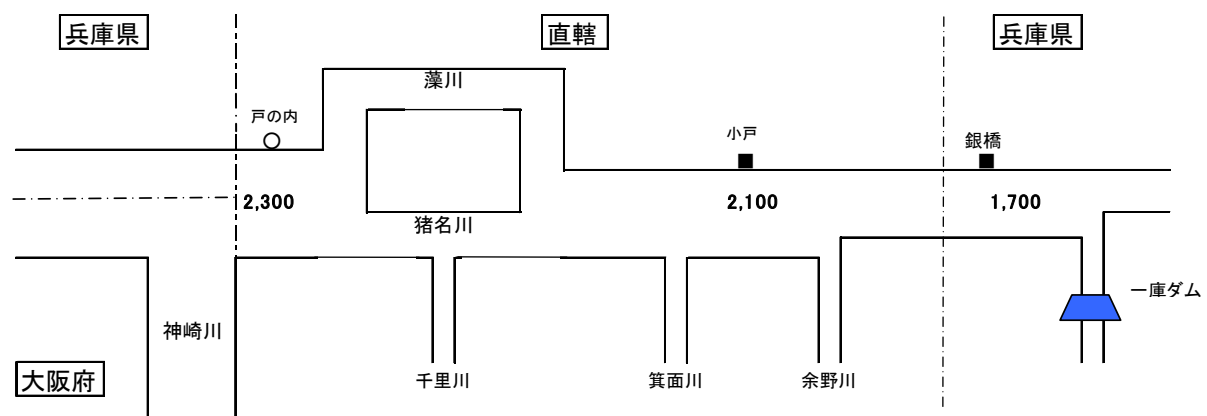 兵庫県
直轄
兵庫県
藻川
戸の内
小戸
銀橋
2,300
2,100
1,700
猪名川
一庫ダム
神崎川
大阪府
千里川
箕面川
余野川